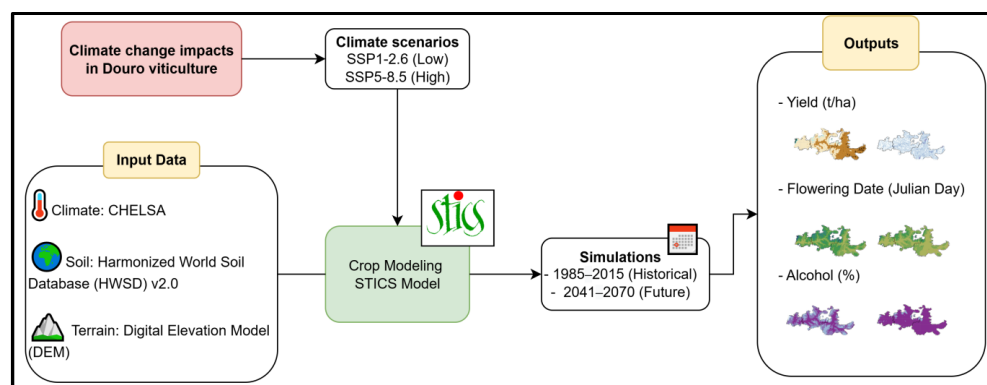 Climate change impacts
in Douro viticulture
Climate scenarios
SSP1-2.6 (Low)
SSP5-8.5 (High)
Input Data
Climate: CHELSA
Soil: Harmonized World Soil
Database (HWSD) v2.0
Terrain: Digital Elevation Model
(DEM)
stics
Crop Modeling
STICS Model
Simulations
- 1985–2015 (Historical)
- 2041–2070 (Future)
Outputs
- Yield (t/ha)
- Flowering Date (Julian Day)
- Alcohol (%)